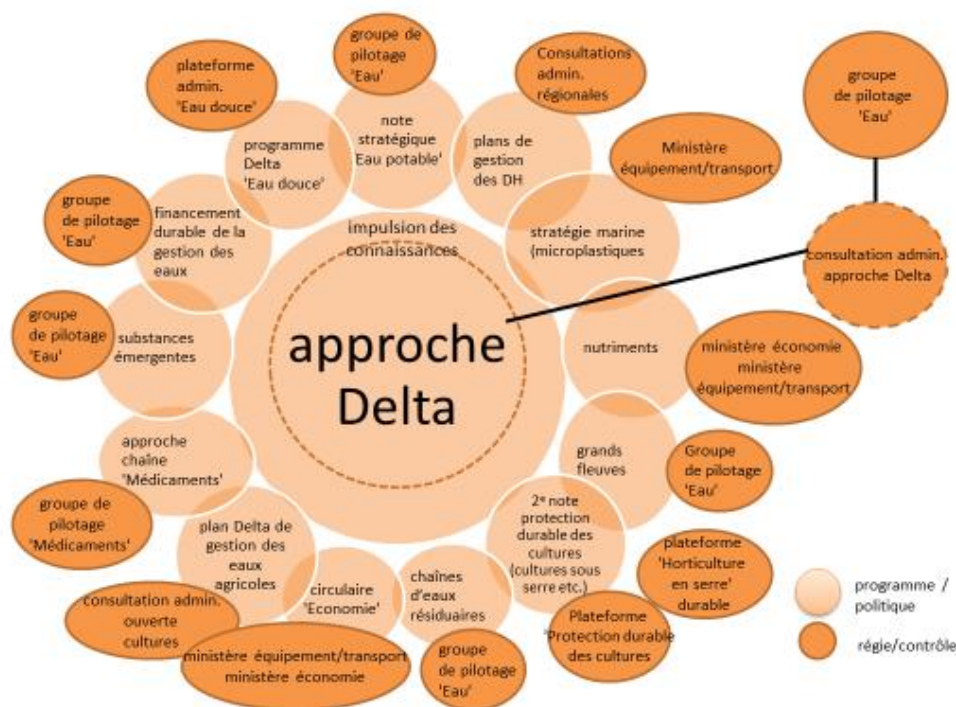 groupe de
pilotage
'Eau'
plateforme
admin.
'Eau douce'
Consultations
admin.
régionales
groupe
de pilotage
'Eau'
note
stratégique
'Eau potable'
programme
Delta
'Eau douce'
plans de
gestion
des DH
Ministère
équipement/transport
groupe
de pilotage
'Eau'
financement
durable de la
gestion des
eaux
impulsion des
connaissances
stratégie marine
(microplastiques
consultation admin.
approche Delta
groupe
de pilotage
'Eau'
substances
émergentes
approche
Delta
nutriments
ministère économie
ministère
équipement/transport
approche
chaîne
'Médicaments'
grands
fleuves
Groupe
de pilotage
'Eau'
groupe de
pilotage
'Médicaments'
plan Delta de
gestion des
eaux
agricoles
2e note
protection
durable des
cultures
(cultures sous
serre etc.)
plateforme
'Horticulture
en serre'
durable
consultation admin.
ouverte
cultures
circulaire
'Economie'
chaînes
d'eaux
résiduaires
Plateforme
'Protection durable
des cultures
ministère équipement/transport
ministère économie
groupe de
pilotage
'Eau'
programme /
politique
régie/contrôle